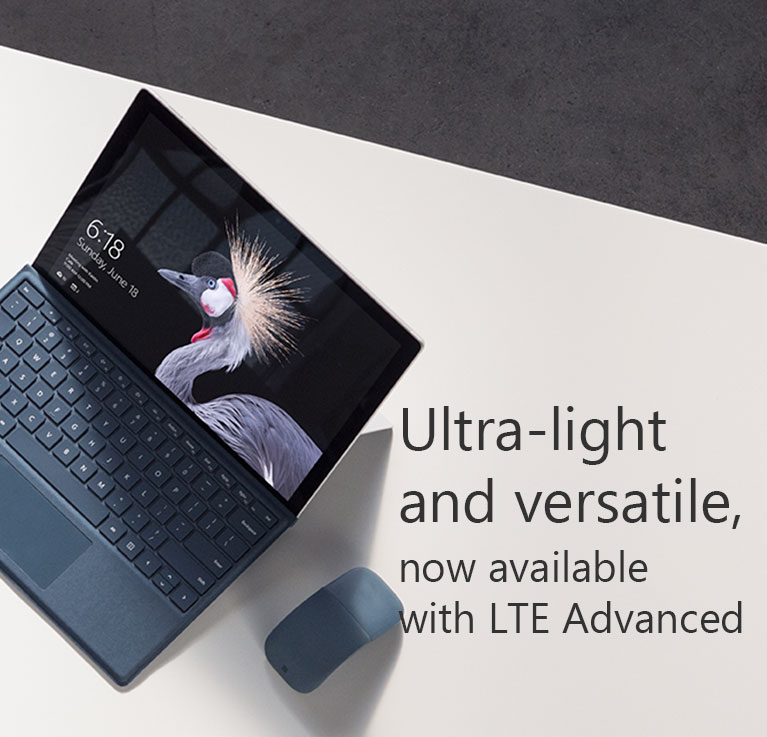 6:18
Sunday, June 18
Ultra-light
and versatile,
now available
with LTE Advanced